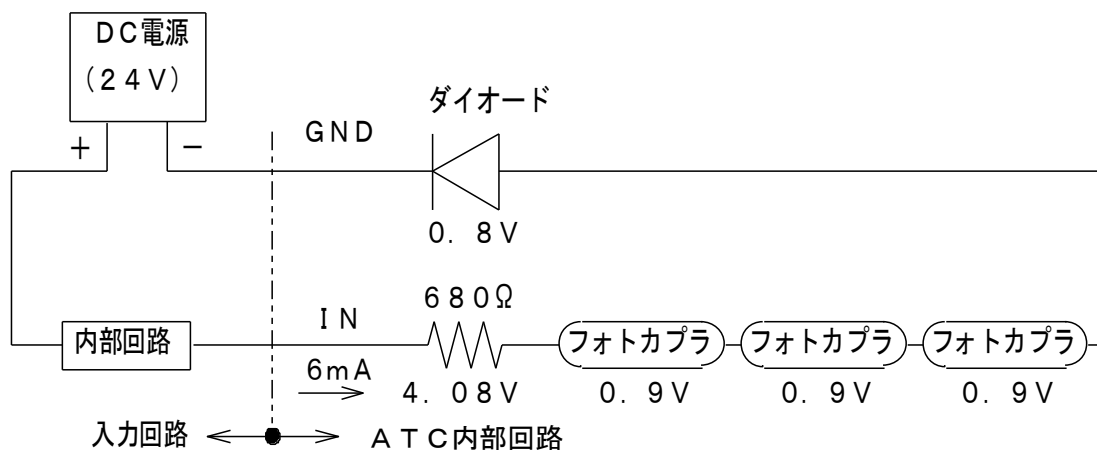 DC電源
(24V)
ダイオード
+
−
GND
0.8V
680Ω
内部回路
IN
フォトカプラ
フォトカプラ
フォトカプラ
6mA
4.08V
0.9V
0.9V
0.9V
入力回路
ATC内部回路